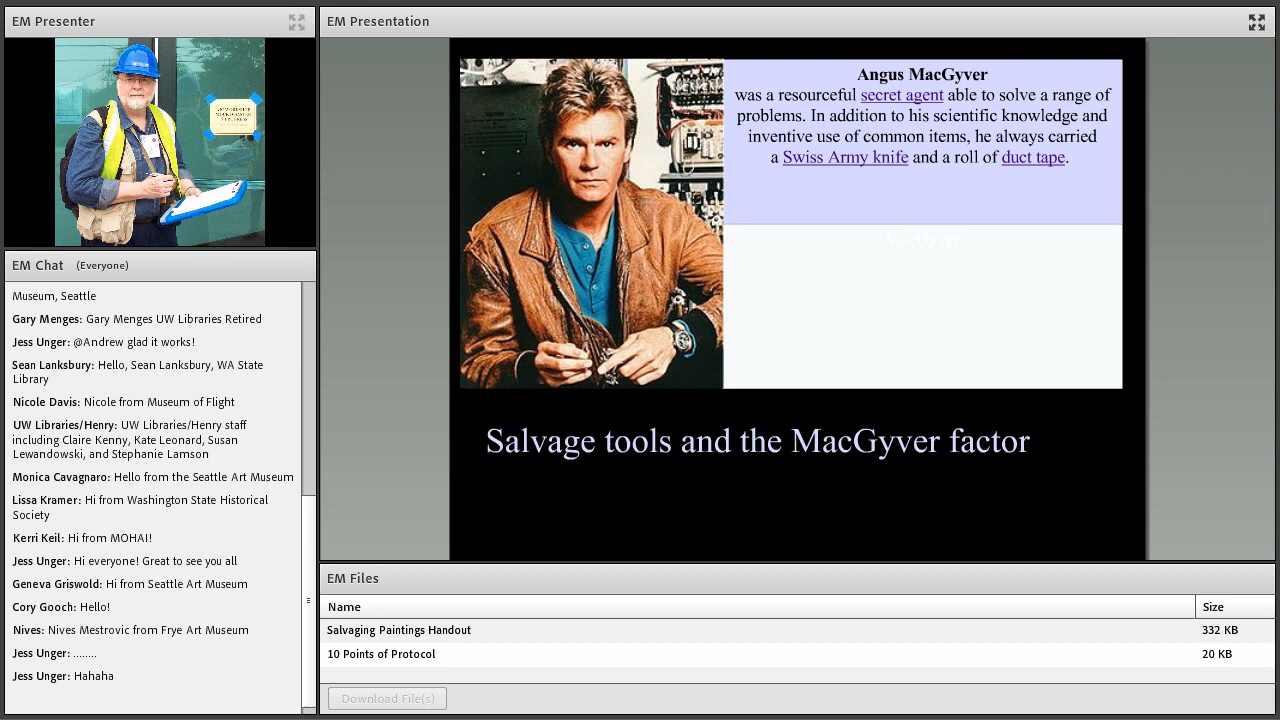 EM Presenter
EM Chat (Everyone)
Museum, Seattle
Gary Menges: Gary Menges UW Libraries Retired
Jess Unger: @Andrew glad it works!
Sean Lanksbury: Hello, Sean Lanksbury, WA State
Library
Nicole Davis: Nicole from Museum of Flight
UW Libraries/Henry: UW Libraries/Henry staff
including Claire Kenny, Kate Leonard, Susan
Lewandowski, and Stephanie Lamson
Monica Cavagnaro: Hello from the Seattle Art Museum
Lissa Kramer: Hi from Washington State Historical
Society
Kerri Keil: Hi from MOHAI!
Jess Unger: Hi everyone! Great to see you all
Geneva Griswold: Hi from Seattle Art Museum
Cory Gooch: Hello!
Nives: Nives Mestrovic from Frye Art Museum
Jess Unger: ........
Jess Unger: Hahaha
EM Presentation
Angus MacGyver
was a resourceful secret agent able to solve a range of
problems. In addition to his scientific knowledge and
inventive use of common items, he always carried
a Swiss Army knife and a roll of duct tape.
MacGyver
Salvage tools and the MacGyver factor
EM Files
Name Size
Salvaging Paintings Handout 332 KB
10 Points of Protocol 20 KB
Download File(s)